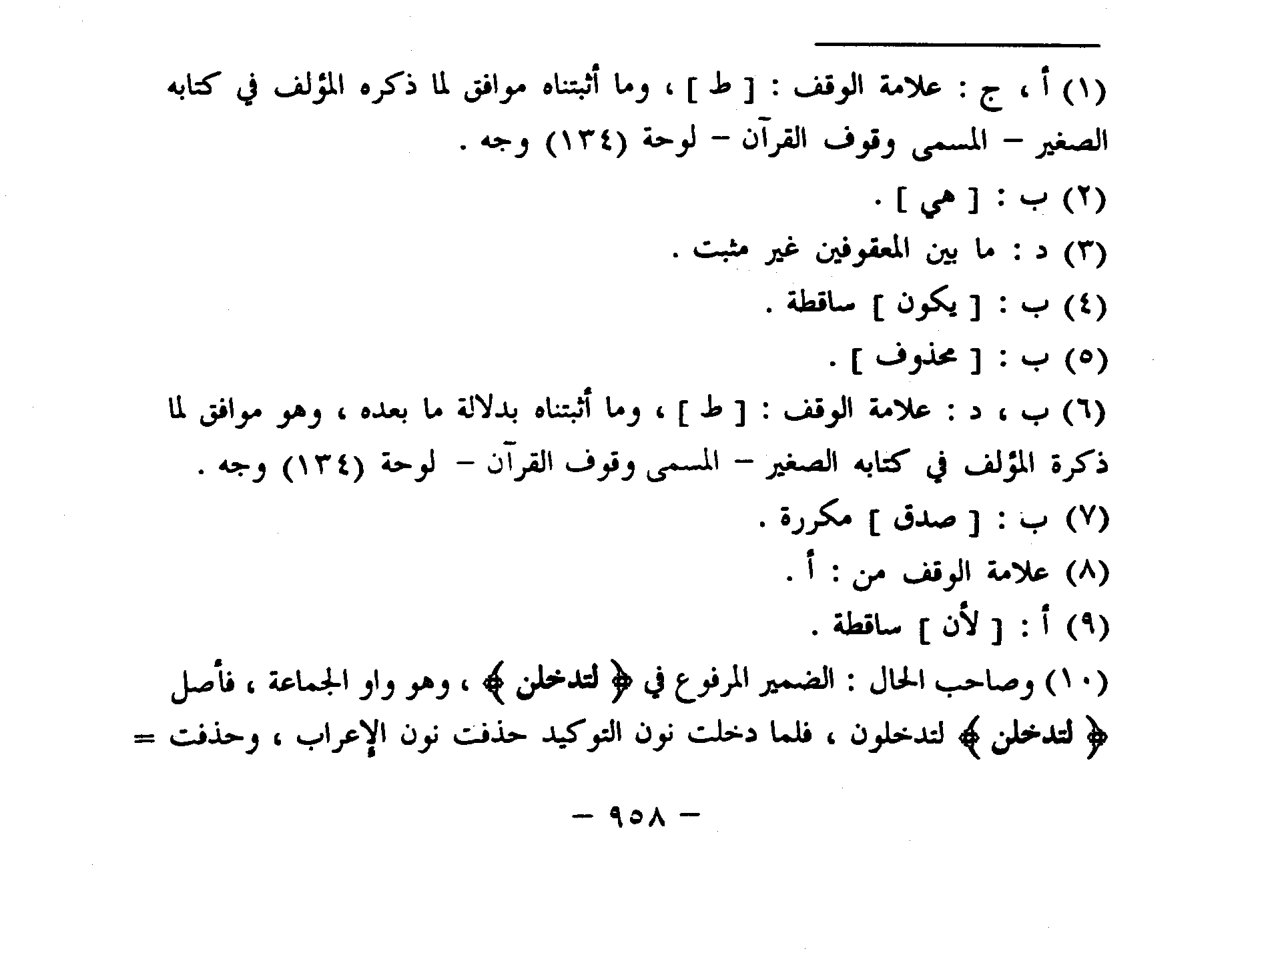 (١) أ ، ج : علامة الوقف : [ ط ] ، وما أثبتناه موافق لما ذكره المؤلف في كتابه
الصغير – المسمى وقوف القرآن – لوحة (١٣٤) وجه .
(٢) ب : [ هي ] .
(٣) د : ما بين المعقوفين غير مثبت .
(٤) ب : [ يكون ] ساقطة .
(٥) ب : [ محذوف ] .
(٦) ب ، د : علامة الوقف : [ ط ] ، وما أثبتناه بدلالة ما بعده ، وهو موافق لما
ذكرة المؤلف في كتابه الصغير – المسمى وقوف القرآن – لوحة (١٣٤) وجه .
(٧) ب : [ صدق ] مكررة .
(٨) علامة الوقف من : أ .
(٩) أ : [ لأن ] ساقطة .
(١٠) وصاحب الحال : الضمير المرفوع في ﴿ لتدخلن ﴾ ، وهو واو الجماعة ، فأصل
﴿ لتدخلن ﴾ لتدخلون ، فلما دخلت نون التوكيد حذفت نون الإعراب ، وحذفت =
– ٩٥٨ –